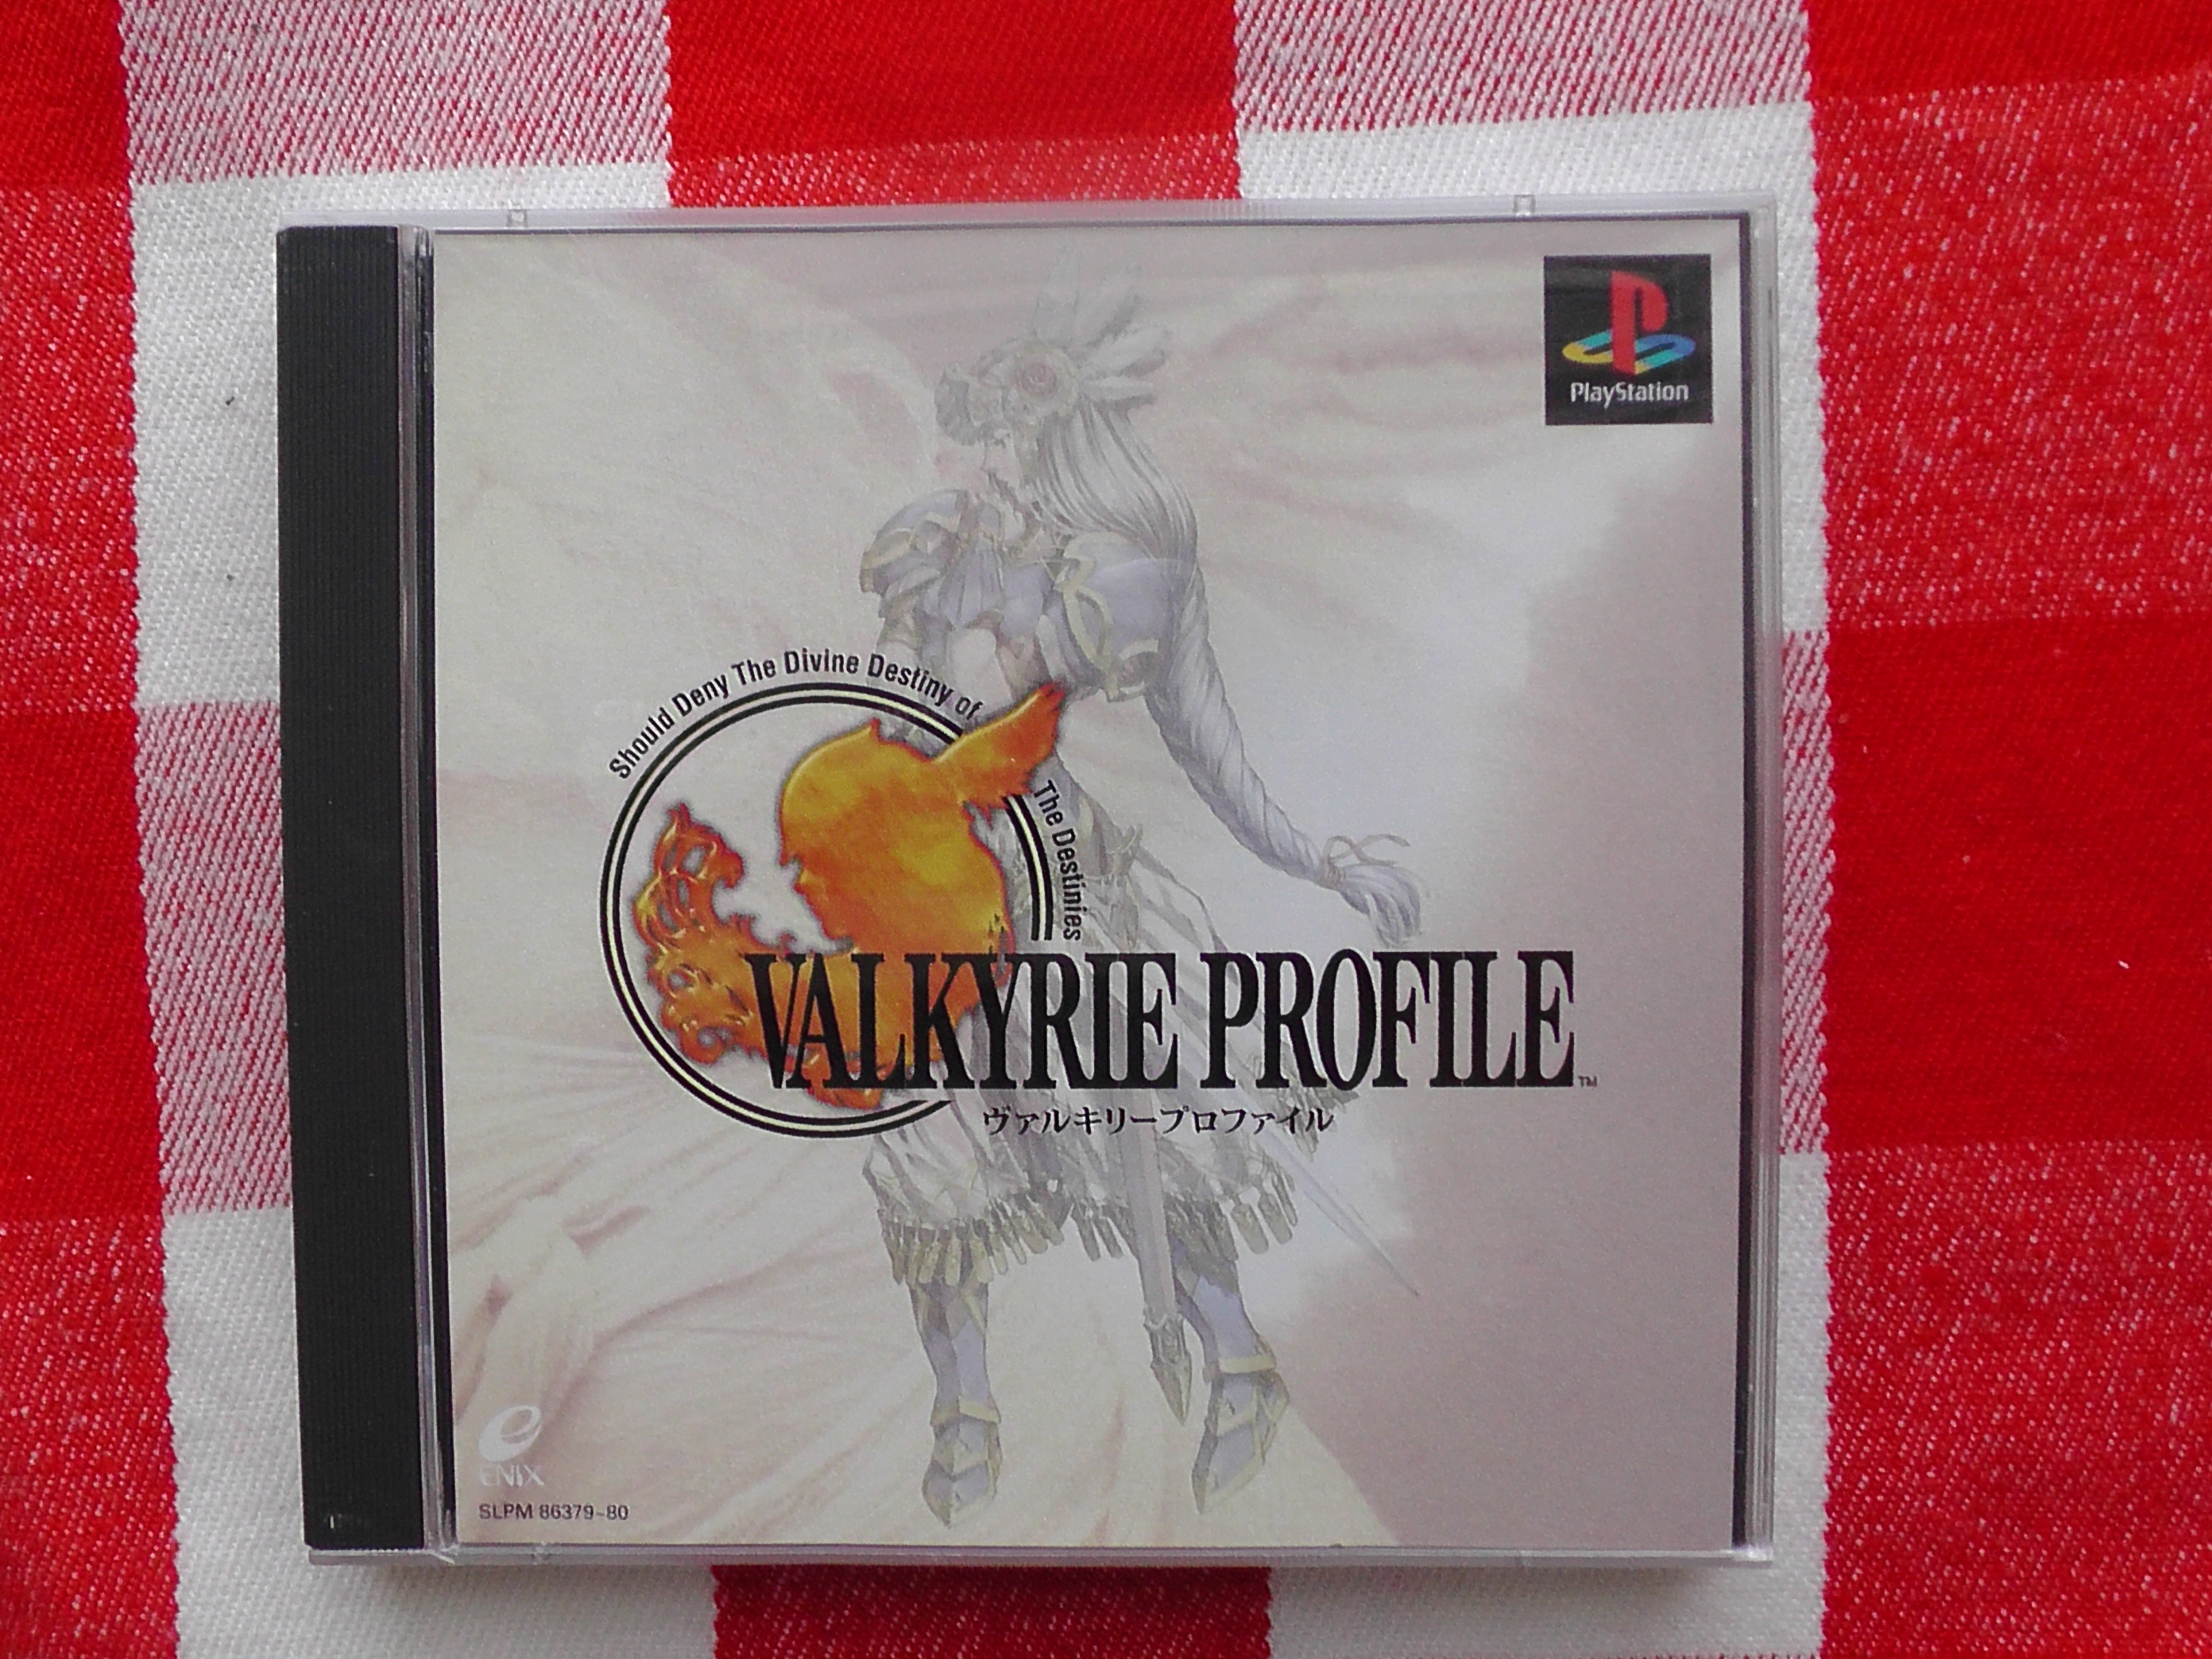 PlayStation
Should Deny The Divine Destiny of
The Destinies
VALKYRIE PROFILE™
ヴァルキリープロファイル
ENIX
SLPM 86379~80